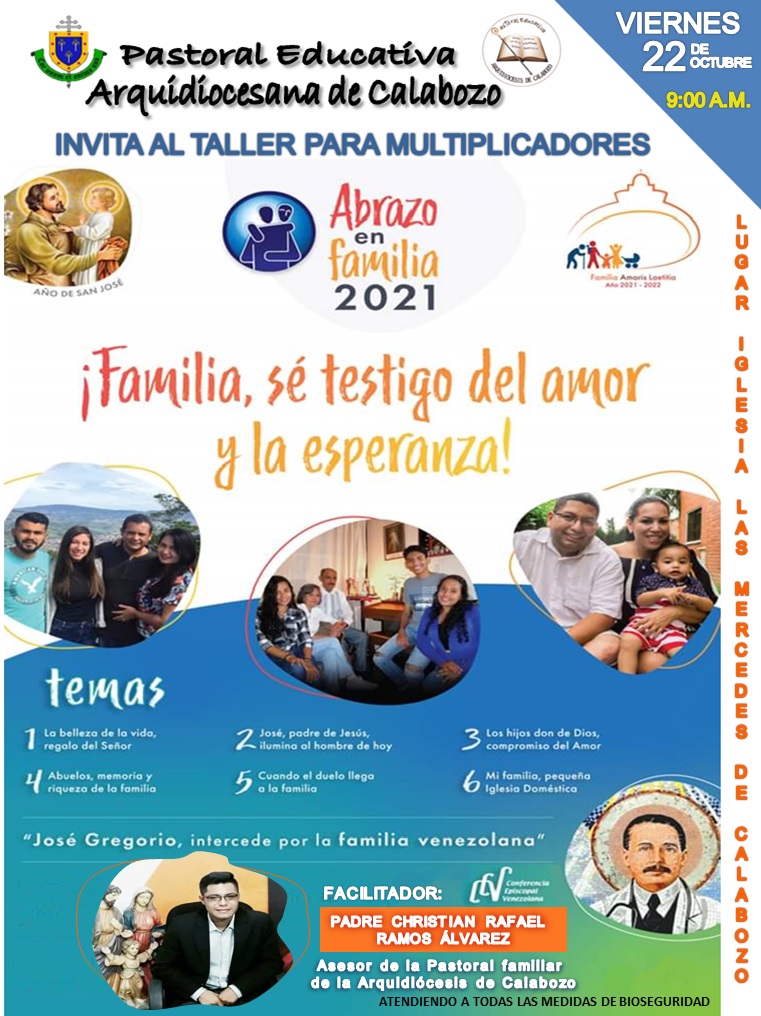 Pastoral Educativa
Arquidiocesana de Calabozo
Pastoral Educativa
ARQUIDIÓCESIS DE CALABOZO
VIERNES
22 DE OCTUBRE
9:00 A.M.
INVITA AL TALLER PARA MULTIPLICADORES
AÑO DE SAN JOSÉ
Abrazo
en
familia
2021
Familia Amoris Laetitia
Año 2021 - 2022
LUGAR IGLESIA LAS MERCEDES DE CALABOZO
¡Familia, sé testigo del amor
y la esperanza!
temas
1 La belleza de la vida,
regalo del Señor
2 José, padre de Jesús,
ilumina al hombre de hoy
3 Los hijos don de Dios,
compromiso del Amor
4 Abuelos, memoria y
riqueza de la familia
5 Cuando el duelo llega
a la familia
6 Mi familia, pequeña
Iglesia Doméstica
“José Gregorio, intercede por la familia venezolana”
FACILITADOR:
CEV Conferencia
Episcopal
Venezolana
PADRE CHRISTIAN RAFAEL
RAMOS ÁLVAREZ
Asesor de la Pastoral familiar
de la Arquidiócesis de Calabozo
ATENDIENDO A TODAS LAS MEDIDAS DE BIOSEGURIDAD